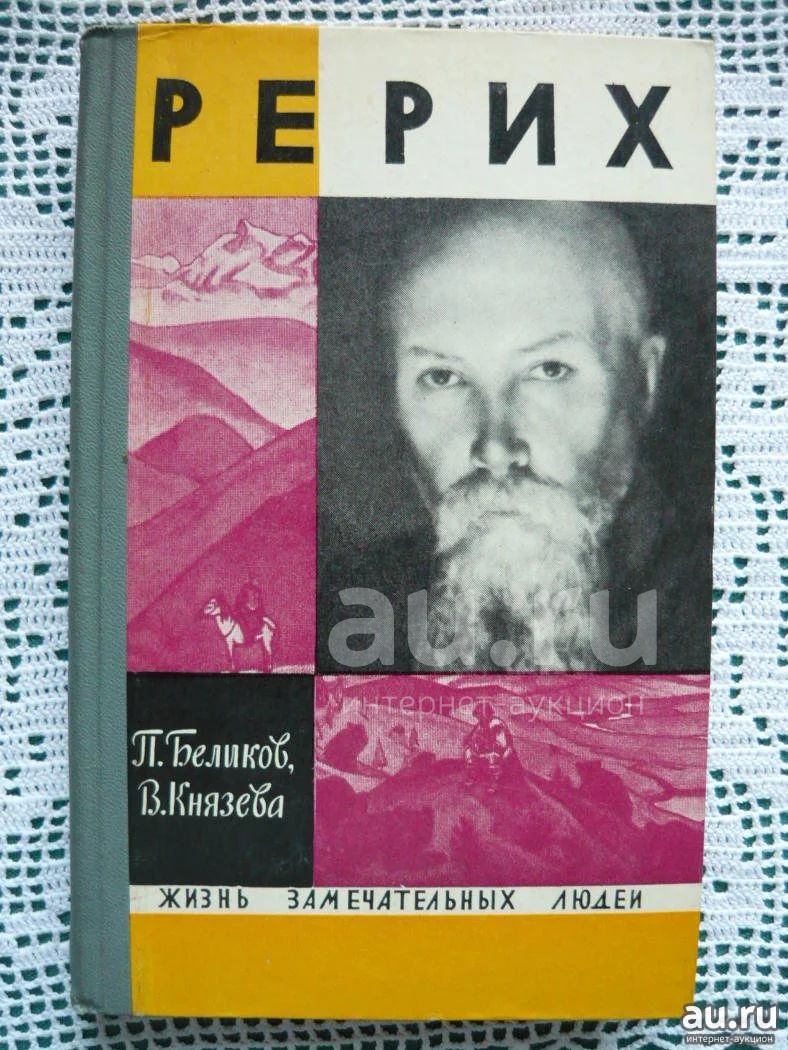 РЕРИХ
au.ru
интернет-аукцион
П. Беликов,
В. Князева
ЖИЗНЬ ЗАМЕЧАТЕЛЬНЫХ ЛЮДЕЙ
au.ru
интернет-аукцион